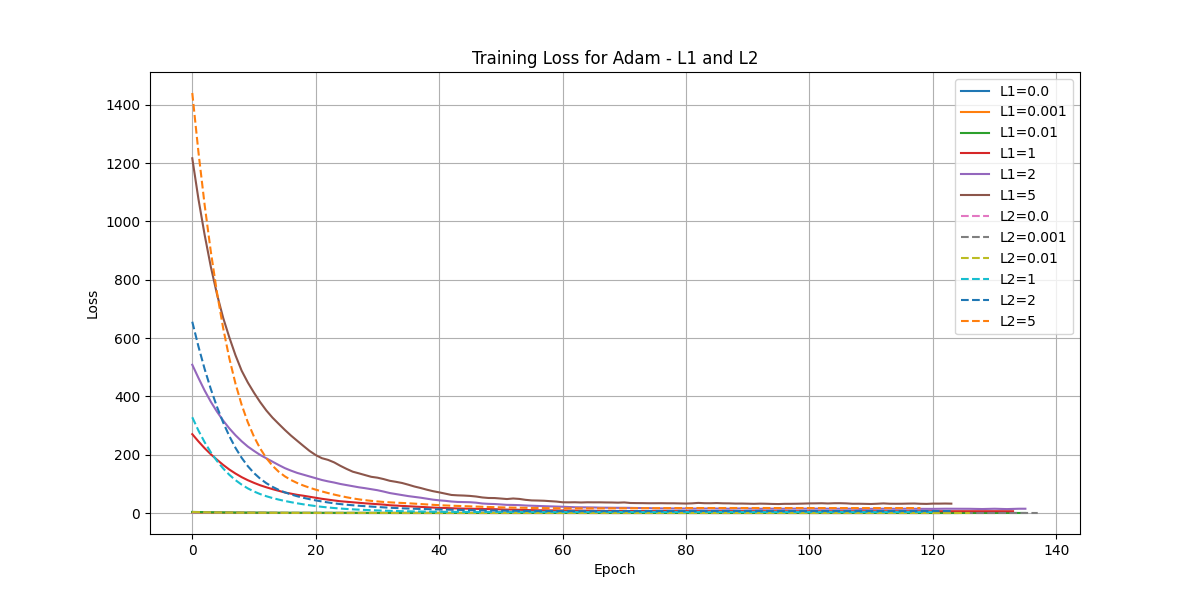 Training Loss for Adam - L1 and L2
1400
1200
1000
800
600
400
200
0
Loss
0 20 40 60 80 100 120 140
Epoch
L1=0.0
L1=0.001
L1=0.01
L1=1
L1=2
L1=5
L2=0.0
L2=0.001
L2=0.01
L2=1
L2=2
L2=5